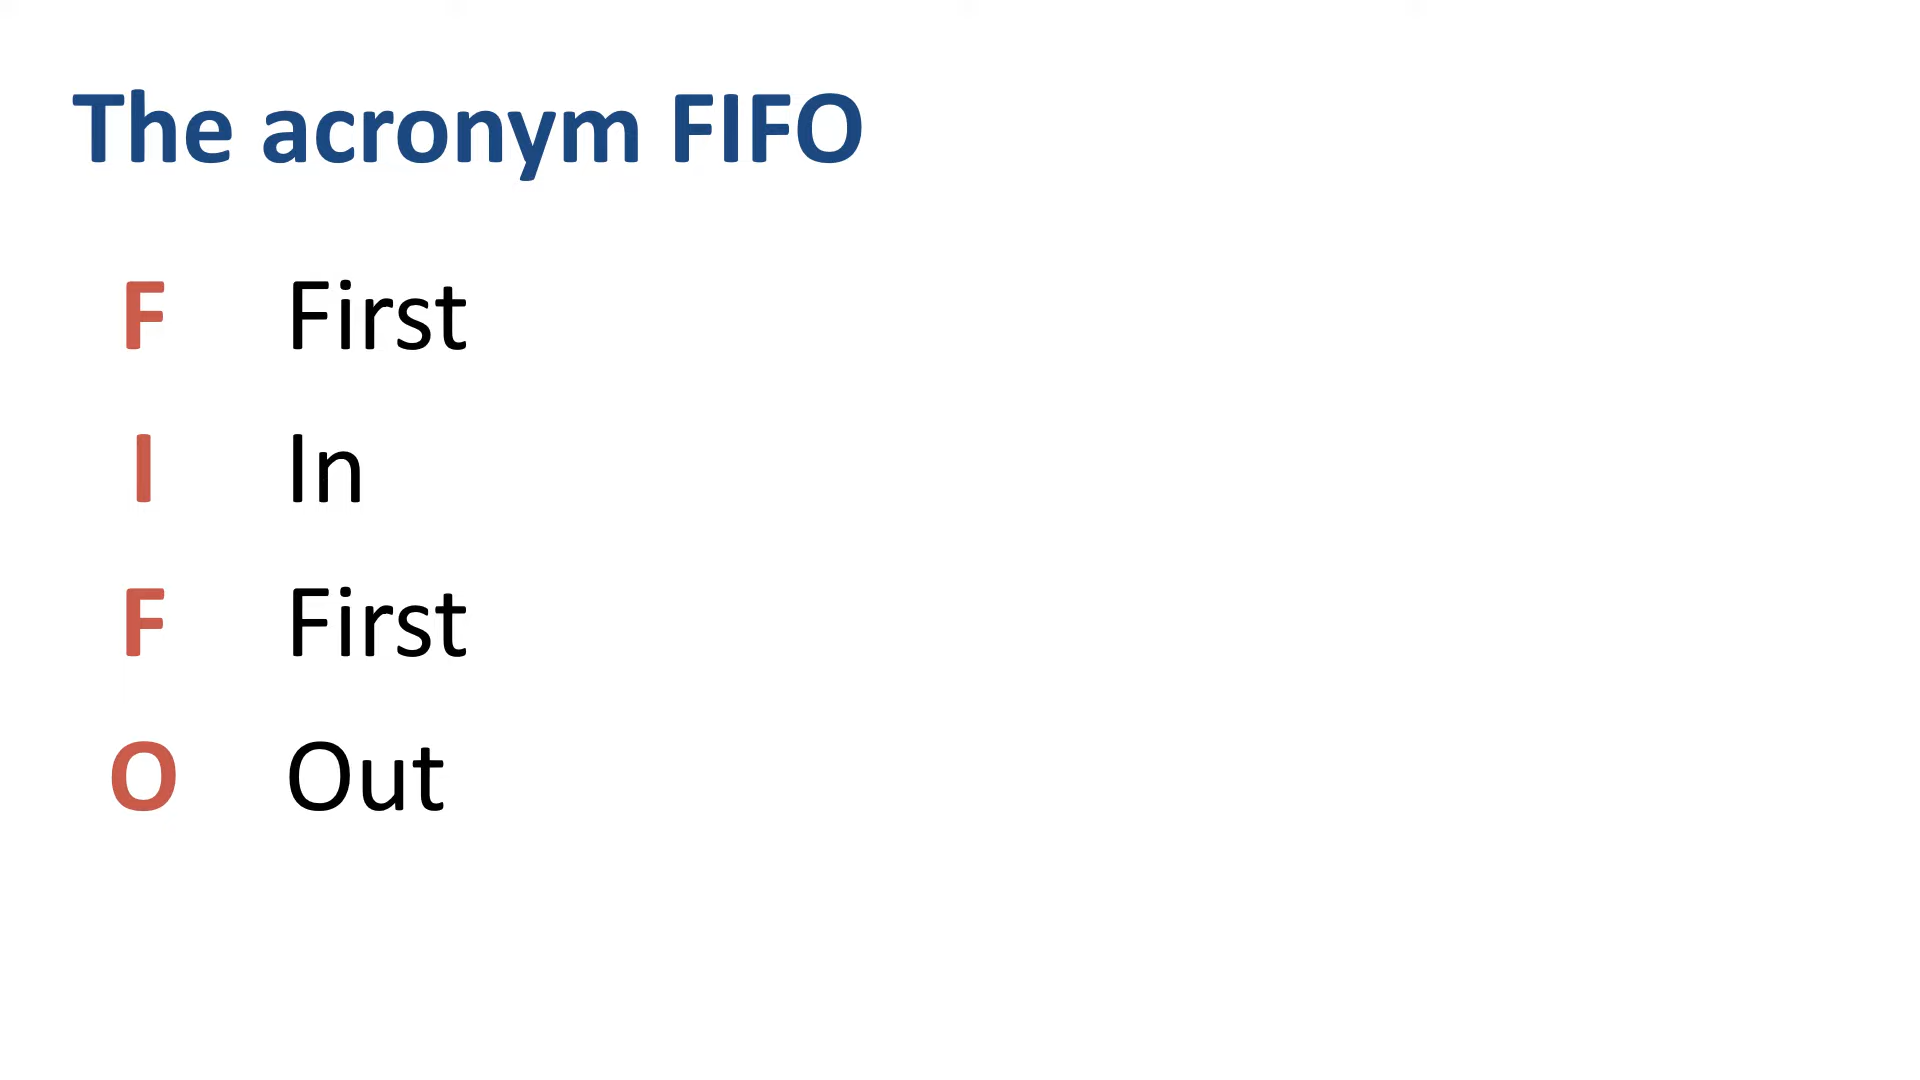 The acronym FIFO
F First
I In
F First
O Out